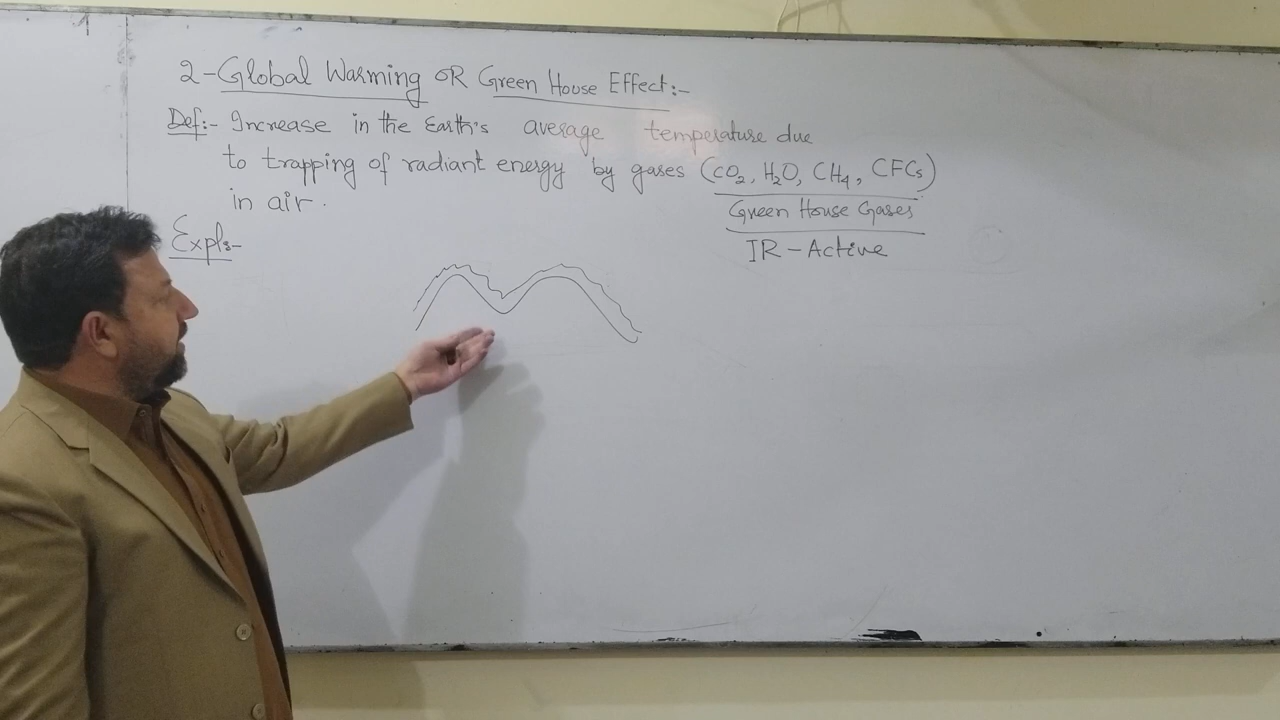 2-Global Warming OR Green House Effect:-
Def:- Increase in the Earth's average temperature due
to trapping of radiant energy by gases (CO2, H2O, CH4, CFCs)
in air.
Green House Gases
IR-Active
Expl:-